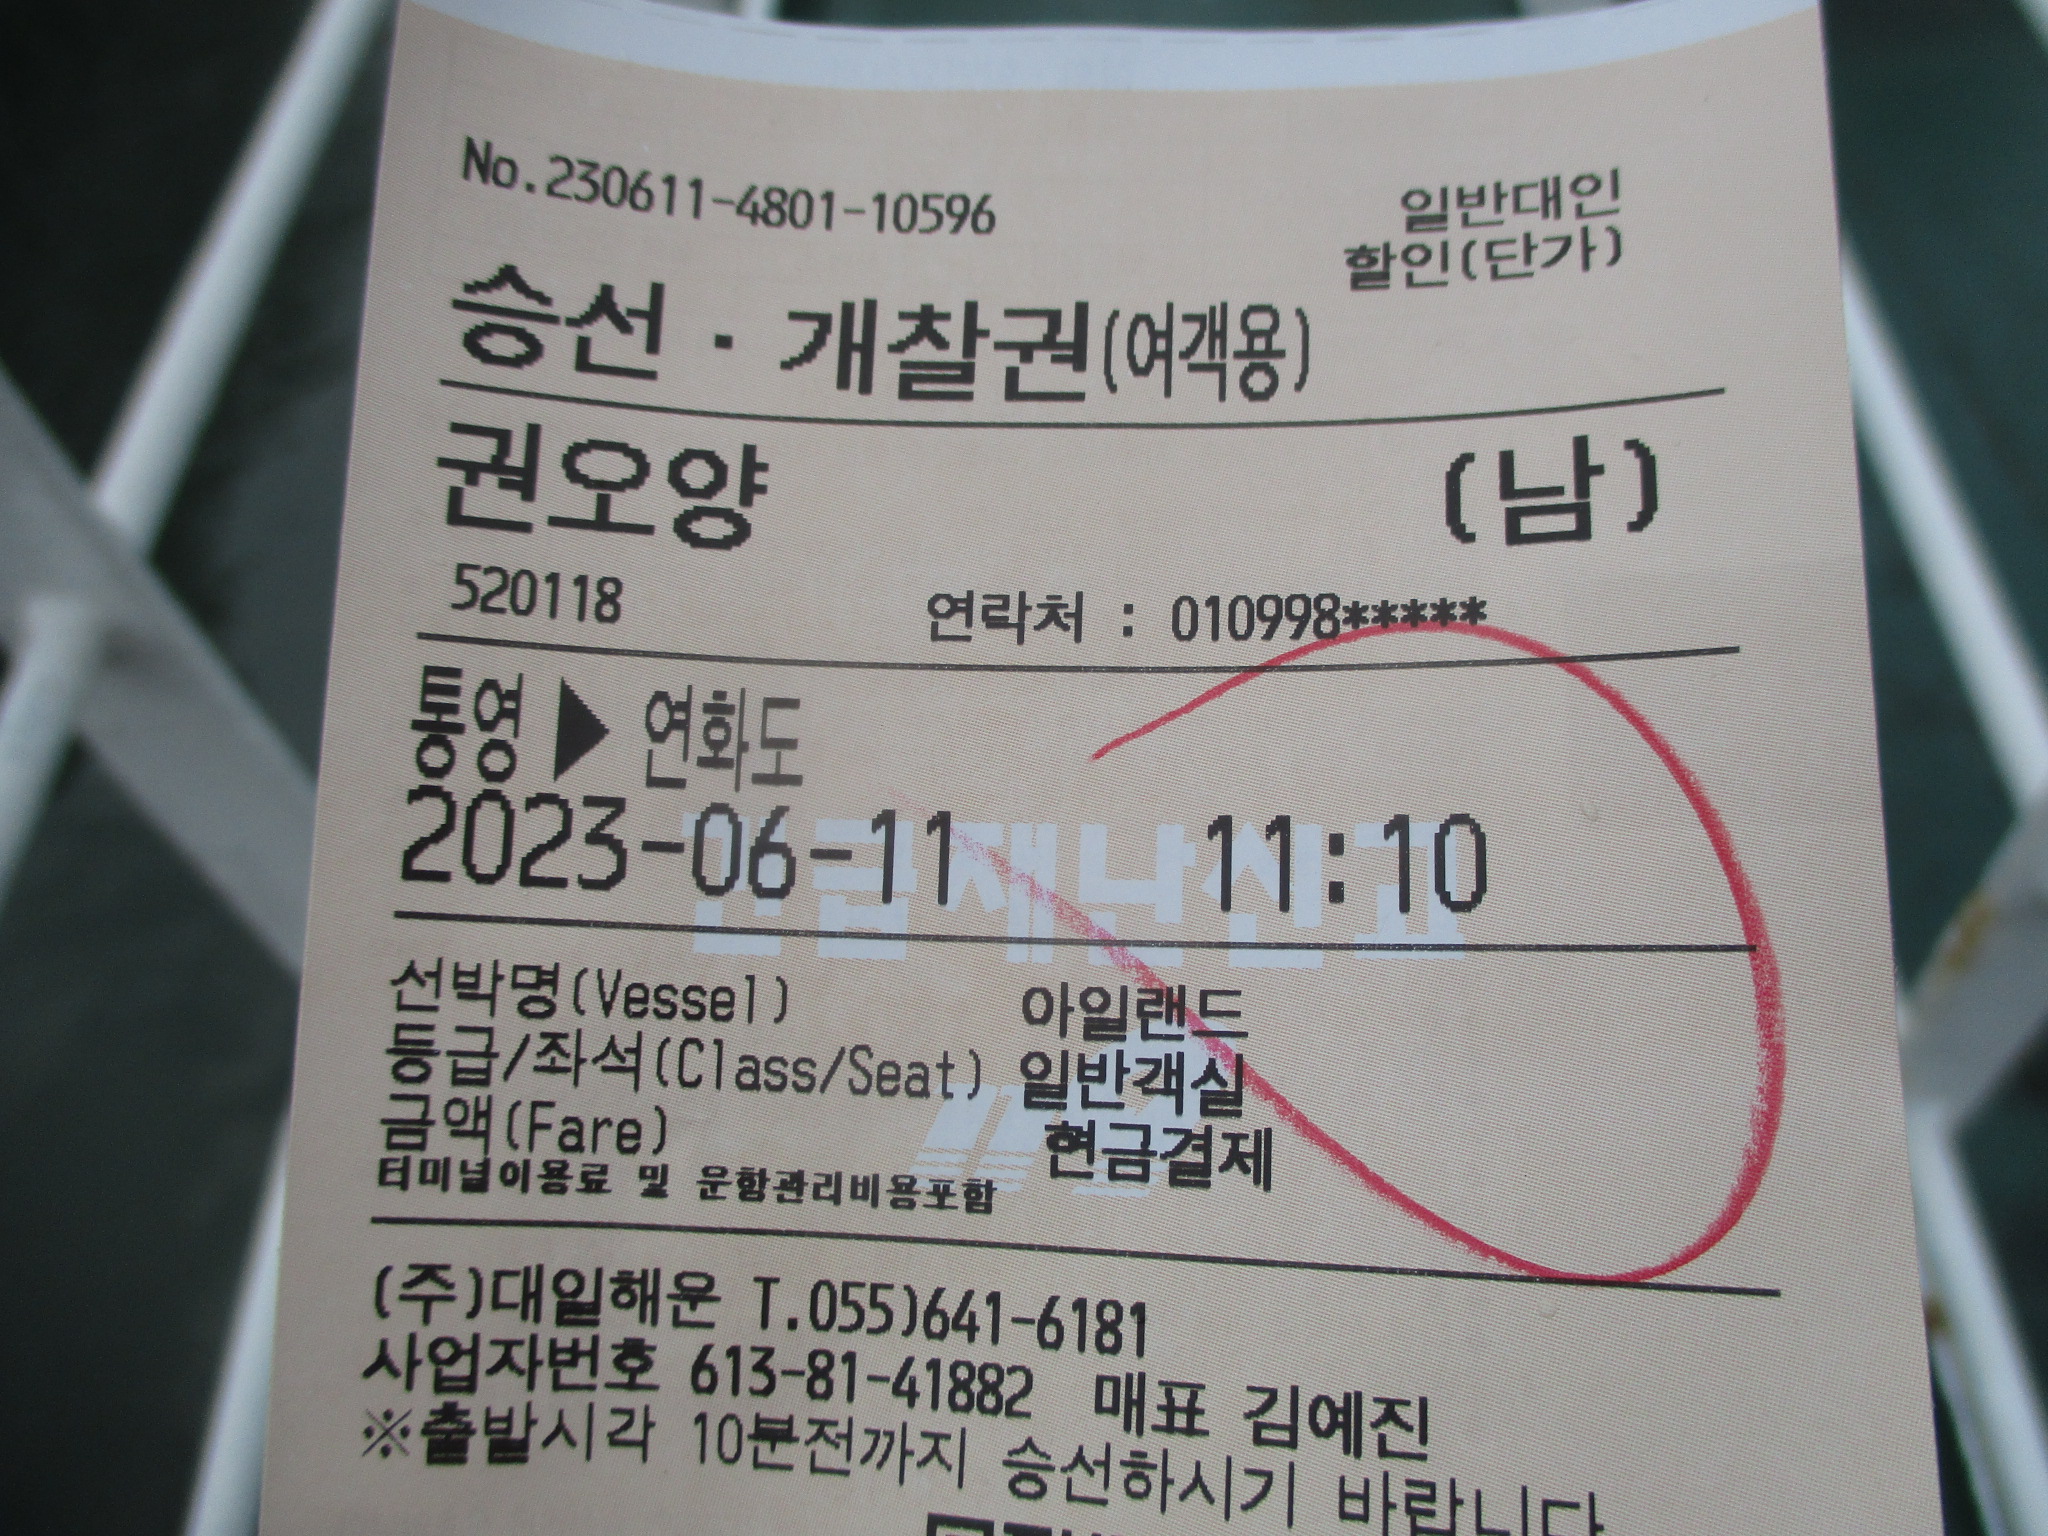 No.230611-4801-10596
일반대인
할인(단가)
승선 · 개찰권(여객용)
권오양 (남)
520118 연락처 : 010998*****
통영 ▶ 연화도
2023-06-11 11:10
긴급재난신고
선박명(Vessel) 아일랜드
등급/좌석(Class/Seat) 일반객실
금액(Fare) 현금결제
터미널이용료 및 운항관리비용포함
(주)대일해운 T.055)641-6181
사업자번호 613-81-41882 매표 김예진
※출발시각 10분전까지 승선하시기 바랍니다